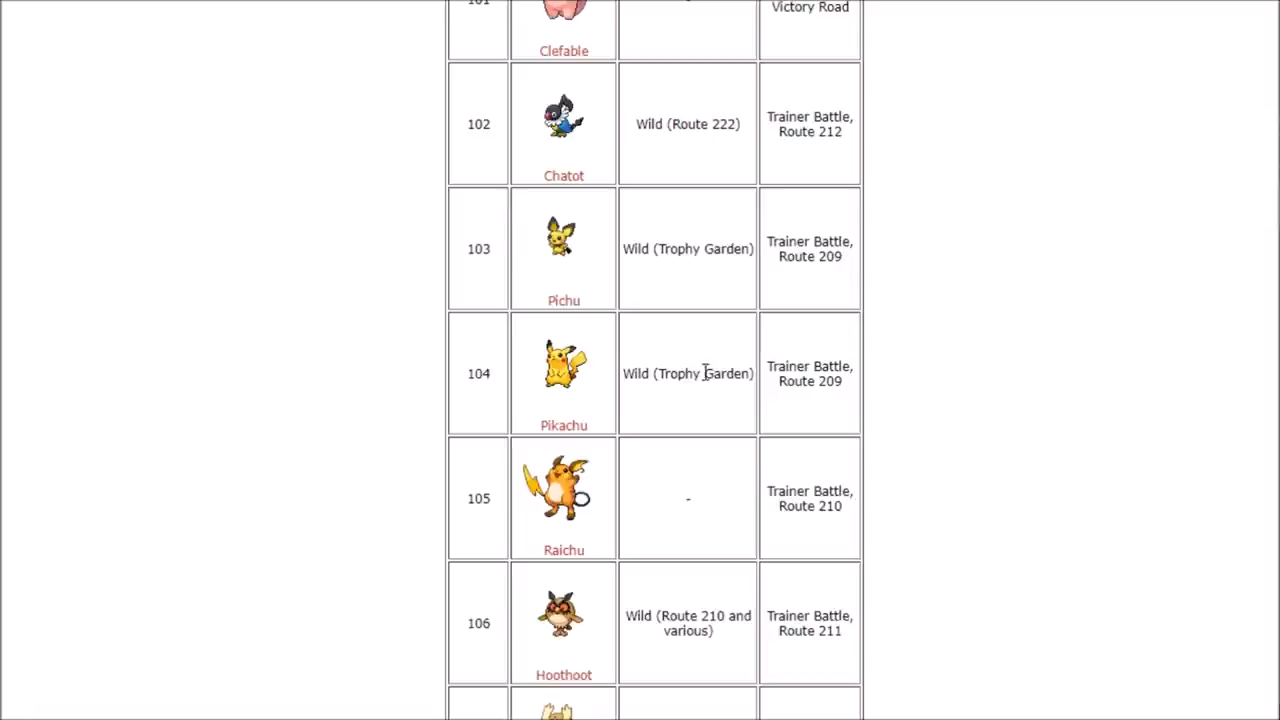 Victory Road
Clefable
102
Wild (Route 222)
Trainer Battle,
Route 212
Chatot
103
Wild (Trophy Garden)
Trainer Battle,
Route 209
Pichu
104
Wild (Trophy Garden)
Trainer Battle,
Route 209
Pikachu
105
-
Trainer Battle,
Route 210
Raichu
106
Wild (Route 210 and
various)
Trainer Battle,
Route 211
Hoothoot